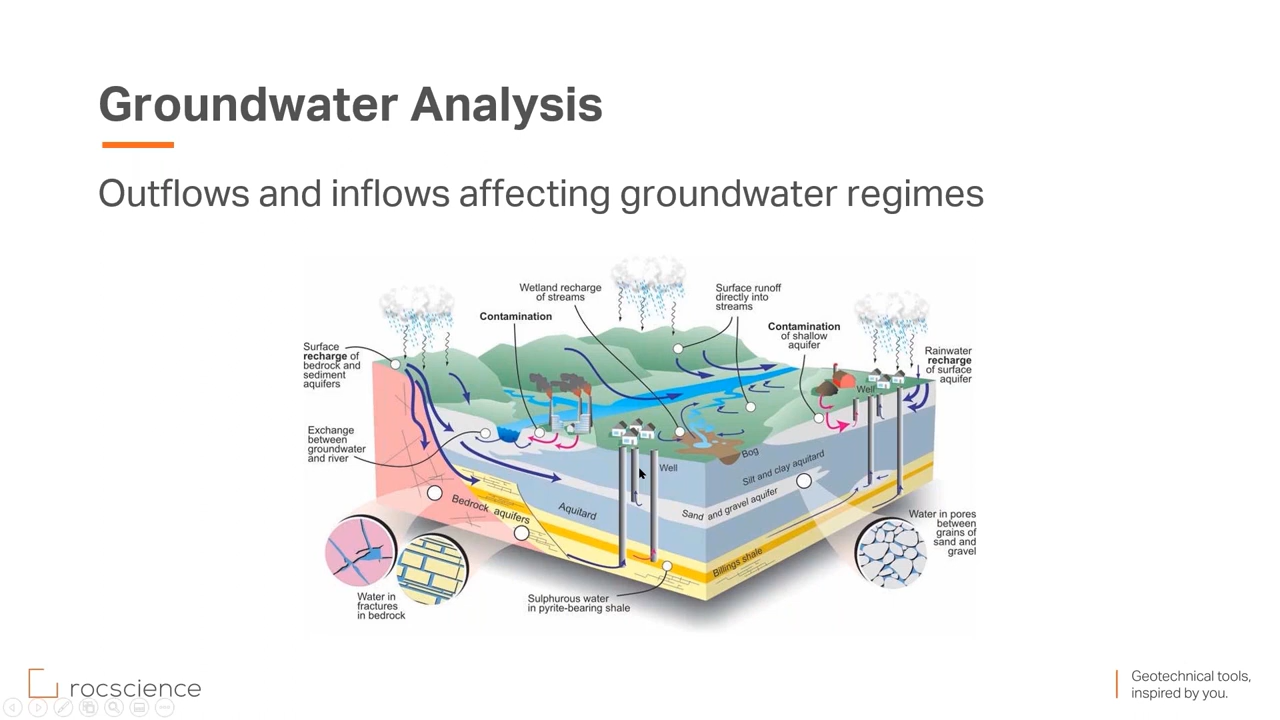 Groundwater Analysis
Outflows and inflows affecting groundwater regimes
Wetland recharge
of streams
Surface runoff
directly into
streams
Contamination
Contamination
of shallow
aquifer
Surface
recharge of
bedrock and
sediment
aquifers
Rainwater
recharge
of surface
aquifer
Well
Exchange
between
groundwater
and river
Well
Bog
Silt and clay aquitard
Sand and gravel aquifer
Bedrock aquifers
Aquitard
Water in pores
between
grains of
sand and
gravel
Billings shale
Water in
fractures
in bedrock
Sulphurous water
in pyrite-bearing shale
rocscience
Geotechnical tools,
inspired by you.